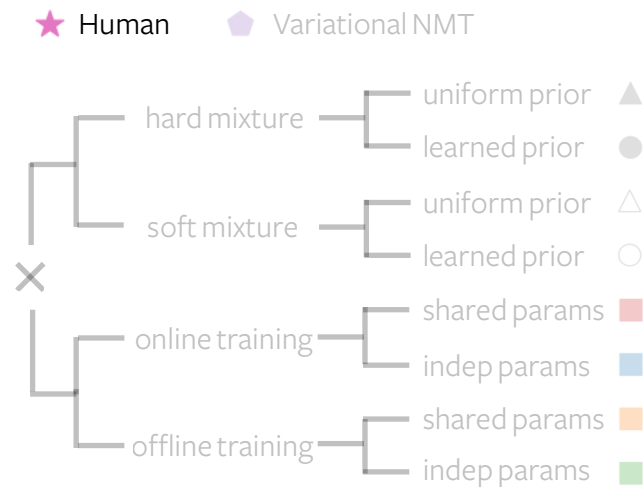 Human Variational NMT
uniform prior
hard mixture
learned prior
uniform prior
soft mixture
learned prior
shared params
online training
indep params
shared params
offline training
indep params